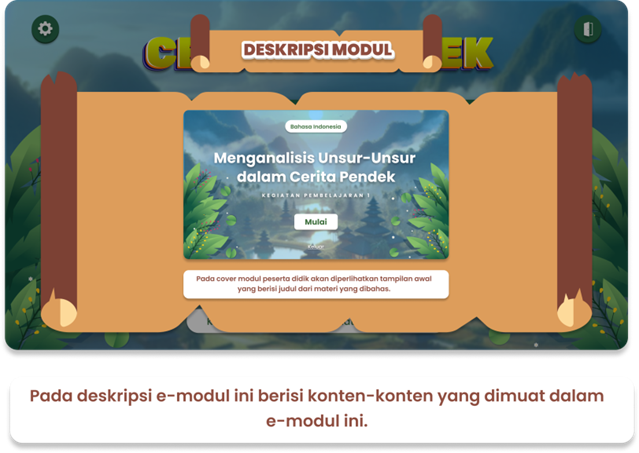 CE EK
DESKRIPSI MODUL
Bahasa Indonesia
Menganalisis Unsur-Unsur
dalam Cerita Pendek
KEGIATAN PEMBELAJARAN 1
Mulai
Pada cover modul peserta didik akan diperlihatkan tampilan awal
yang berisi judul dari materi yang dibahas.
Pada deskripsi e-modul ini berisi konten-konten yang dimuat dalam
e-modul ini.